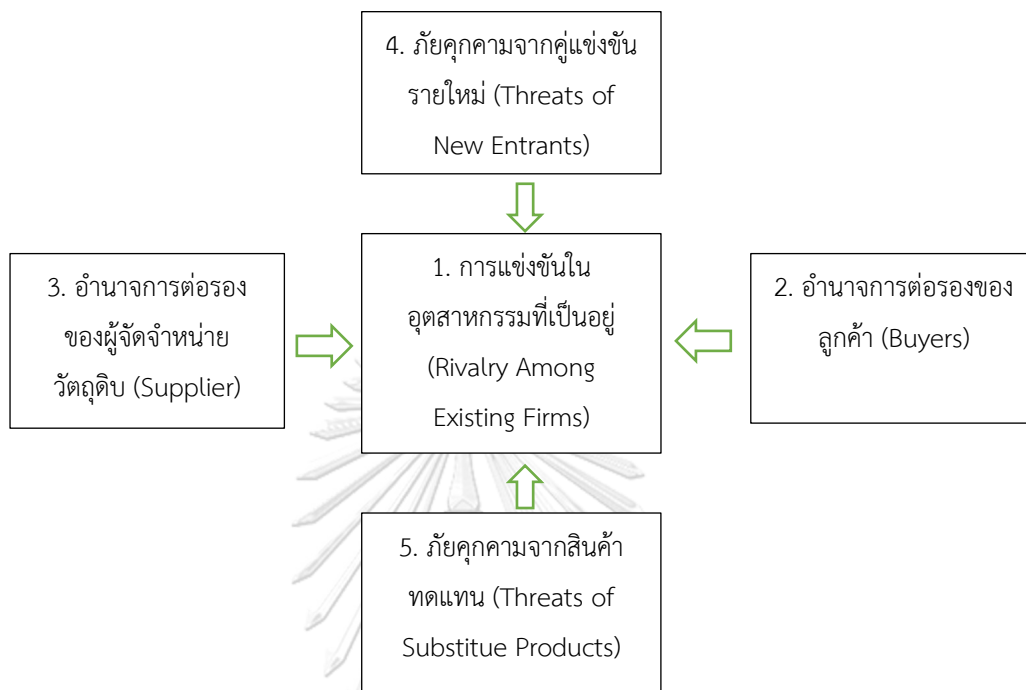 4. ภัยคุกคามจากคู่แข่งขัน
รายใหม่ (Threats of
New Entrants)
3. อำนาจการต่อรอง
ของผู้จัดจำหน่าย
วัตถุดิบ (Supplier)
1. การแข่งขันใน
อุตสาหกรรมที่เป็นอยู่
(Rivalry Among
Existing Firms)
2. อำนาจการต่อรองของ
ลูกค้า (Buyers)
5. ภัยคุกคามจากสินค้า
ทดแทน (Threats of
Substitue Products)